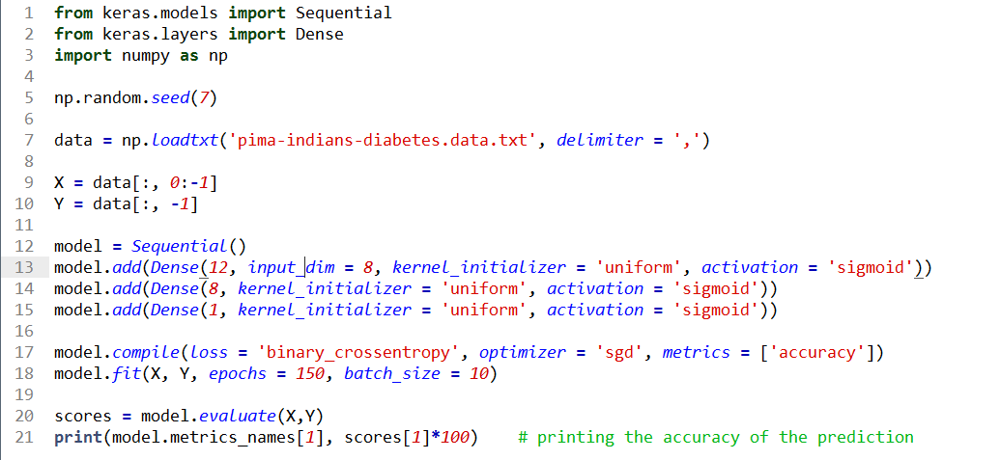 1 from keras.models import Sequential
2 from keras.layers import Dense
3 import numpy as np
4
5 np.random.seed(7)
6
7 data = np.loadtxt('pima-indians-diabetes.data.txt', delimiter = ',')
8
9 X = data[:, 0:-1]
10 Y = data[:, -1]
11
12 model = Sequential()
13 model.add(Dense(12, input_dim = 8, kernel_initializer = 'uniform', activation = 'sigmoid'))
14 model.add(Dense(8, kernel_initializer = 'uniform', activation = 'sigmoid'))
15 model.add(Dense(1, kernel_initializer = 'uniform', activation = 'sigmoid'))
16
17 model.compile(loss = 'binary_crossentropy', optimizer = 'sgd', metrics = ['accuracy'])
18 model.fit(X, Y, epochs = 150, batch_size = 10)
19
20 scores = model.evaluate(X,Y)
21 print(model.metrics_names[1], scores[1]*100)    # printing the accuracy of the prediction